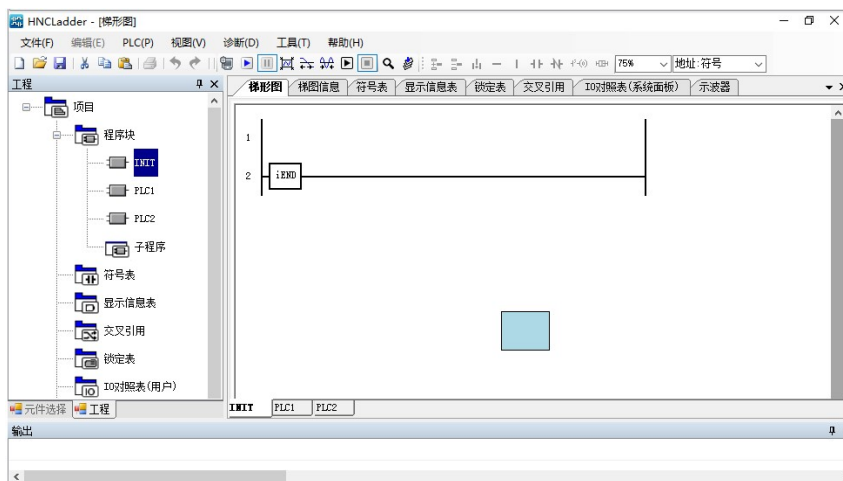 HNCLadder - [梯形图]
文件(F) 编辑(E) PLC(P) 视图(V) 诊断(D) 工具(T) 帮助(H)
75% 地址:符号
工程
梯形图 梯图信息 符号表 显示信息表 锁定表 交叉引用 IO对照表(系统面板) 示波器
项目
程序块
INIT
PLC1
PLC2
子程序
符号表
显示信息表
交叉引用
锁定表
IO对照表(用户)
1
2 iEND
元件选择 工程
INIT PLC1 PLC2
输出